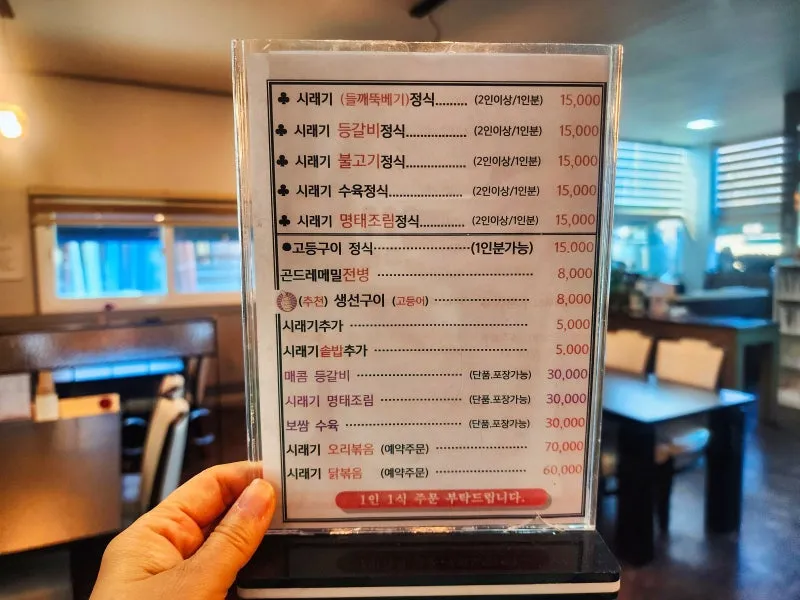 ♣ 시래기 (들깨뚝배기)정식......... (2인이상/1인분) 15,000
♣ 시래기 등갈비정식................. (2인이상/1인분) 15,000
♣ 시래기 불고기정식................. (2인이상/1인분) 15,000
♣ 시래기 수육정식..................... (2인이상/1인분) 15,000
♣ 시래기 명태조림정식.............. (2인이상/1인분) 15,000
●고등구이 정식························(1인분가능) 15.000
곤드레메밀전병 ······································· 8,000
(추천) 생선구이 (고등어) ························ 8,000
시래기추가 ············································· 5,000
시래기솥밥추가 ······································· 5,000
매콤 등갈비 ······························ (단품.포장가능) 30,000
시래기 명태조림 ························ (단품.포장가능) 30,000
보쌈 수육 ································· (단품.포장가능) 30,000
시래기 오리볶음 (예약주문) ························ 70,000
시래기 닭볶음 (예약주문) ························ 60,000
1인 1식 주문 부탁드립니다.